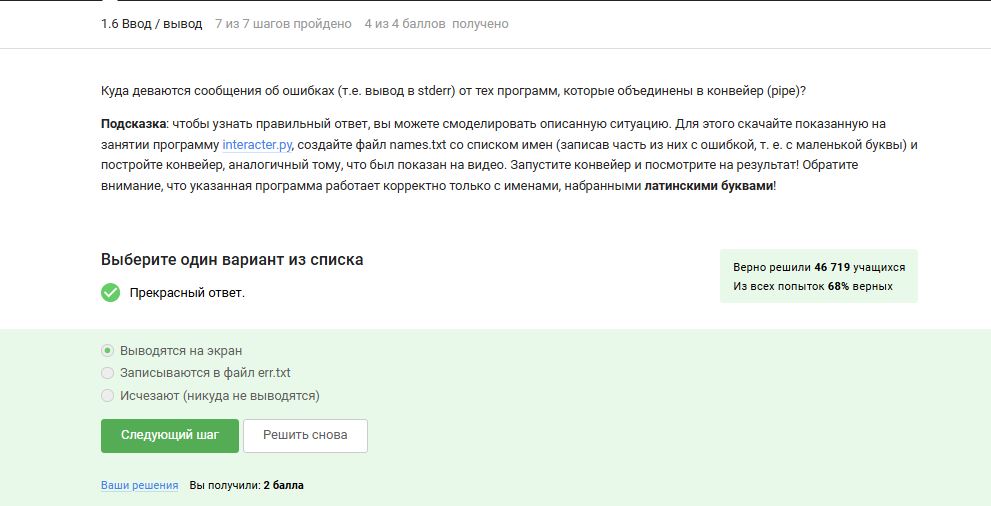 1.6 Ввод / вывод 7 из 7 шагов пройдено 4 из 4 баллов получено
Куда деваются сообщения об ошибках (т.е. вывод в stderr) от тех программ, которые объединены в конвейер (pipe)?
Подсказка: чтобы узнать правильный ответ, вы можете смоделировать описанную ситуацию. Для этого скачайте показанную на
занятии программу interacter.py, создайте файл names.txt со списком имен (записав часть из них с ошибкой, т. е. с маленькой буквы) и
постройте конвейер, аналогичный тому, что был показан на видео. Запустите конвейер и посмотрите на результат! Обратите
внимание, что указанная программа работает корректно только с именами, набранными латинскими буквами!
Выберите один вариант из списка
Прекрасный ответ.
Верно решили 46 719 учащихся
Из всех попыток 68% верных
Выводятся на экран
Записываются в файл err.txt
Исчезают (никуда не выводятся)
Следующий шаг Решить снова
Ваши решения Вы получили: 2 балла